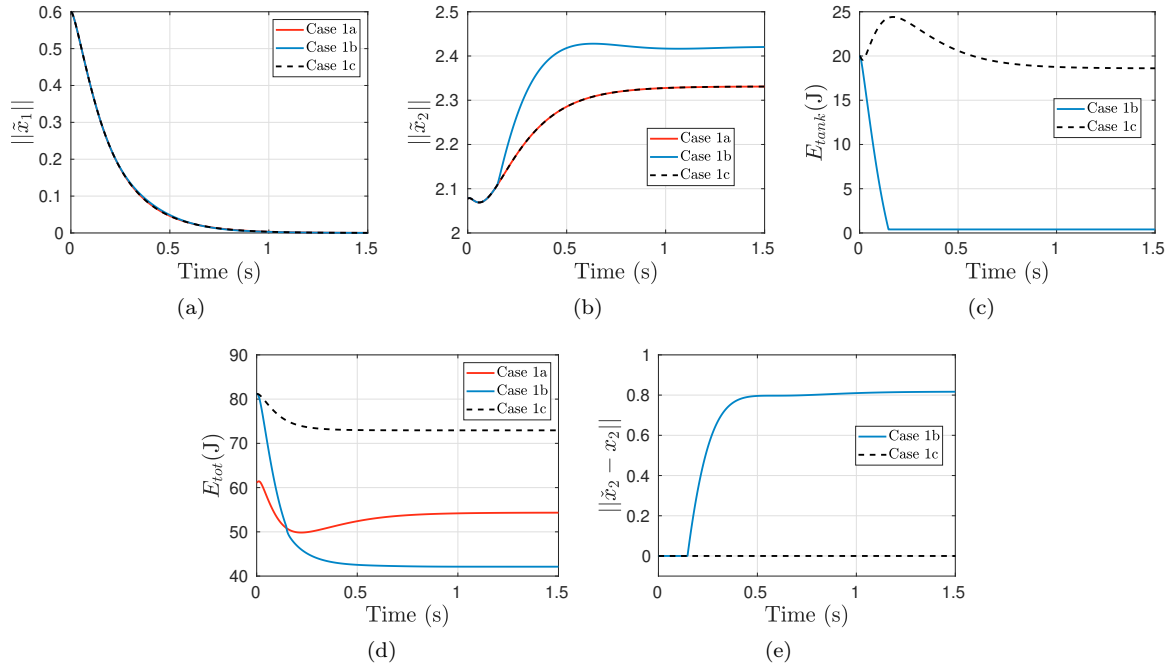 0.6
0.5
0.4
0.3
0.2
0.1
0
0
0.5
1
1.5
||x̃₁||
Time (s)
Case 1a
Case 1b
Case 1c
(a)
2.5
2.4
2.3
2.2
2.1
2
0
0.5
1
1.5
||x̃₂||
Time (s)
Case 1a
Case 1b
Case 1c
(b)
25
20
15
10
5
0
0
0.5
1
1.5
E_tank(J)
Time (s)
Case 1b
Case 1c
(c)
90
80
70
60
50
40
0
0.5
1
1.5
E_tot(J)
Time (s)
Case 1a
Case 1b
Case 1c
(d)
1
0.8
0.6
0.4
0.2
0
0
0.5
1
1.5
||x̌₂ − x₂||
Time (s)
Case 1b
Case 1c
(e)